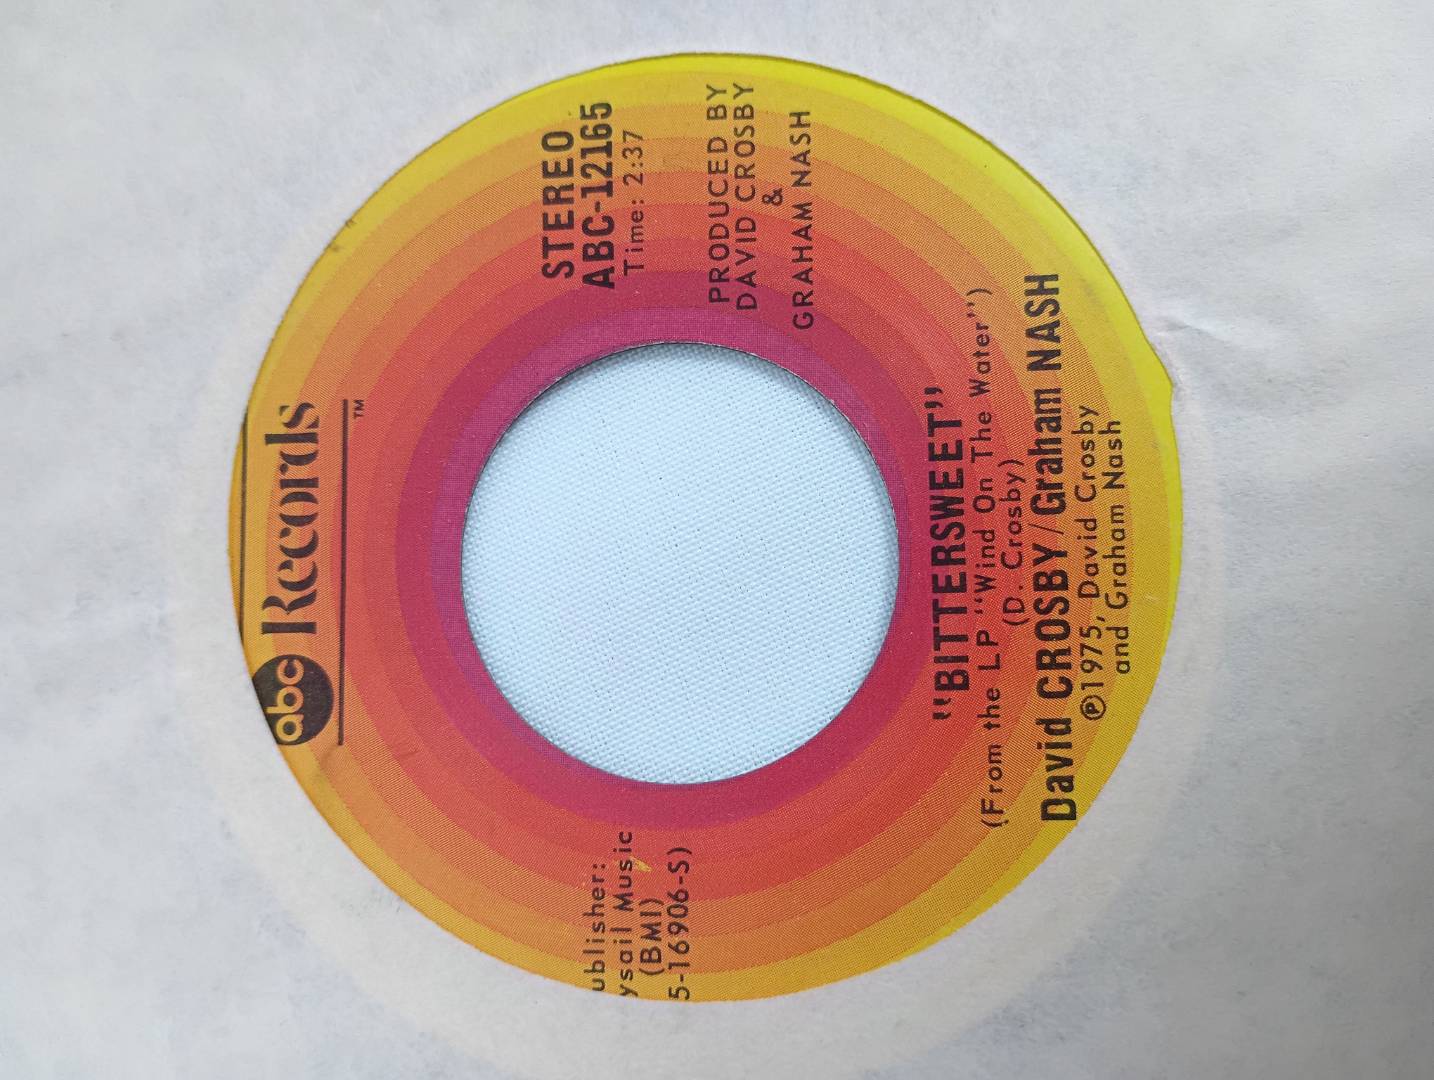 abc Records
™
ublisher:
ysail Music
(BMI)
5-16906-S)
STEREO
ABC-12165
Time: 2:37
PRODUCED BY
DAVID CROSBY
&
GRAHAM NASH
"BITTERSWEET"
(From the LP "Wind On The Water")
(D. Crosby)
David CROSBY/Graham NASH
℗1975, David Crosby
and Graham Nash